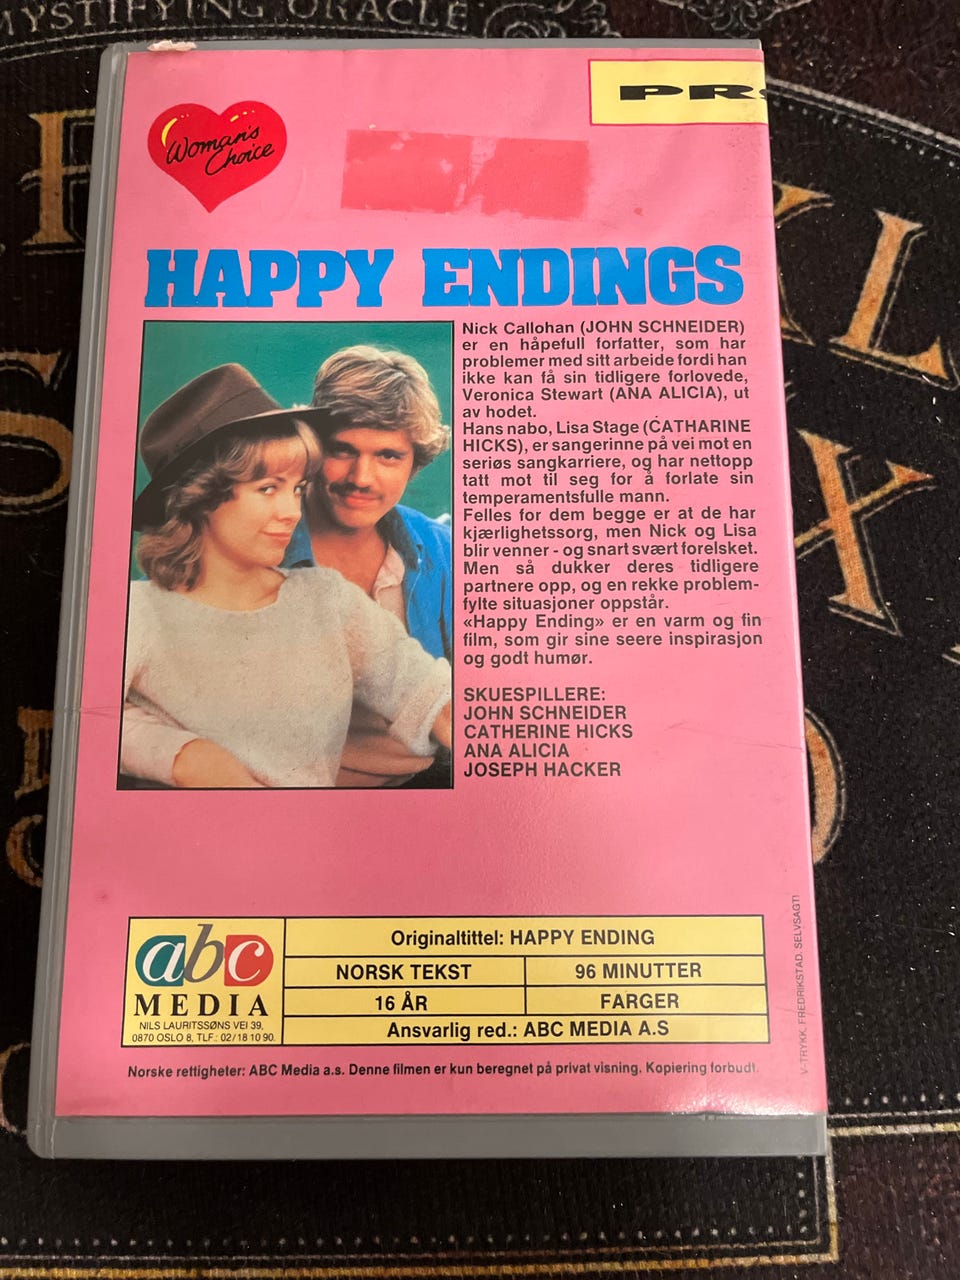 MYSTIFYING ORACLE
PR
Woman's
Choice
HAPPY ENDINGS
Nick Callohan (JOHN SCHNEIDER)
er en håpefull forfatter, som har
problemer med sitt arbeide fordi han
ikke kan få sin tidligere forlovede,
Veronica Stewart (ANA ALICIA), ut
av hodet.
Hans nabo, Lisa Stage (CATHARINE
HICKS), er sangerinne på vei mot en
seriøs sangkarriere, og har nettopp
tatt mot til seg for å forlate sin
temperamentsfulle mann.
Felles for dem begge er at de har
kjærlighetssorg, men Nick og Lisa
blir venner - og snart svært forelsket.
Men så dukker deres tidligere
partnere opp, og en rekke problem-
fylte situasjoner oppstår.
«Happy Ending» er en varm og fin
film, som gir sine seere inspirasjon
og godt humør.
SKUESPILLERE:
JOHN SCHNEIDER
CATHERINE HICKS
ANA ALICIA
JOSEPH HACKER
abc
MEDIA
NILS LAURITSSØNS VEI 39,
0870 OSLO 8, TLF.: 02/18 10 90.
Originaltittel: HAPPY ENDING
NORSK TEKST
96 MINUTTER
16 ÅR
FARGER
Ansvarlig red.: ABC MEDIA A.S
Norske rettigheter: ABC Media a.s. Denne filmen er kun beregnet på privat visning. Kopiering forbudt.
V-TRYKK, FREDRIKSTAD. SELVSAGT!